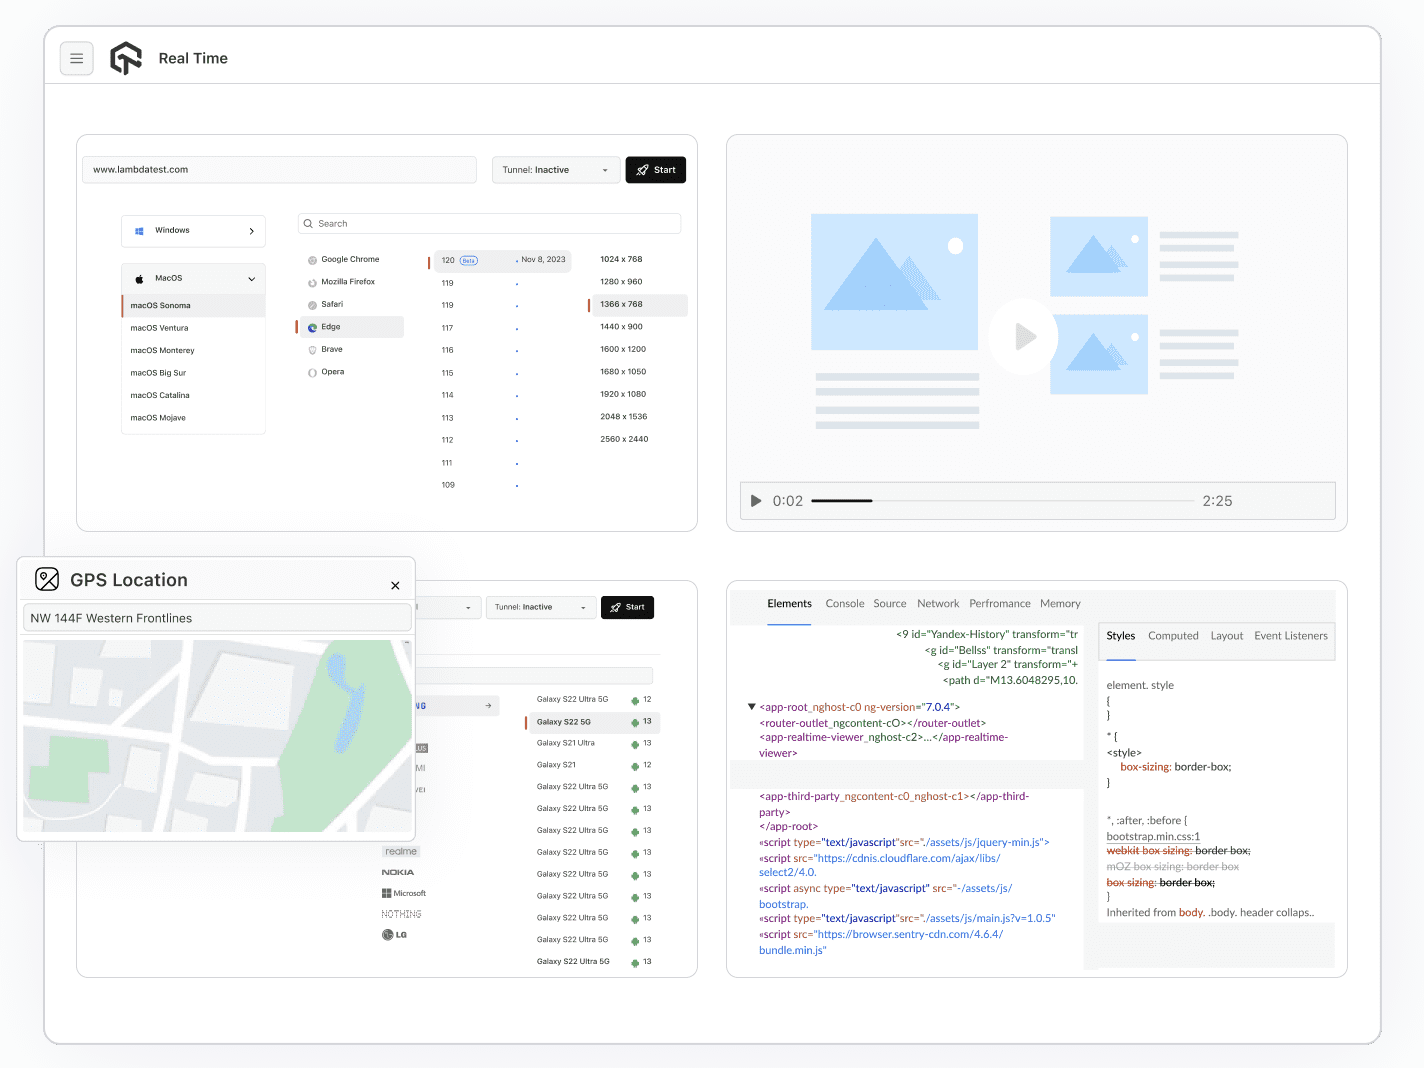 Real Time
www.lambdatest.com
Tunnel: Inactive
Start
Windows
MacOS
macOS Sonoma
macOS Ventura
macOS Monterey
macOS Big Sur
macOS Catalina
macOS Mojave
Search
Google Chrome
Mozilla Firefox
Safari
Edge
Brave
Opera
120 Beta Nov 8, 2023
119
119
117
116
115
114
113
112
111
109
1024 x 768
1280 x 960
1366 x 768
1440 x 900
1600 x 1200
1680 x 1050
1920 x 1080
2048 x 1536
2560 x 2440
0:02
2:25
GPS Location
NW 144F Western Frontlines
Tunnel: Inactive
Start
NG
LUS
MI
VEI
realme
NOKIA
Microsoft
NOTHING
LG
Galaxy S22 Ultra 5G 12
Galaxy S22 5G 13
Galaxy S21 Ultra 13
Galaxy S21 12
Galaxy S22 Ultra 5G 13
Galaxy S22 Ultra 5G 13
Galaxy S22 Ultra 5G 13
Galaxy S22 Ultra 5G 13
Galaxy S22 Ultra 5G 13
Galaxy S22 Ultra 5G 13
Galaxy S22 Ultra 5G 13
Galaxy S22 Ultra 5G 13
Galaxy S22 Ultra 5G 13
Elements Console Source Network Perfromance Memory
<9 id="Yandex-History" transform="tr
<g id="Bellss" transform="transl
<g id="Layer 2" transform="+
<path d="M13.6048295,10.
<app-root_nghost-c0 ng-version="7.0.4">
<router-outlet_ngcontent-cO></router-outlet>
<app-realtime-viewer_nghost-c2>...</app-realtime-
viewer>
<app-third-party_ngcontent-c0_nghost-c1></app-third-
party>
</app-root>
«script type="text/javascript"src="./assets/js/jquery-min.js">
«script src="https://cdnis.cloudflare.com/ajax/libs/
select2/4.0.
«script async type="text/javascript" src="-/assets/js/
bootstrap.
«script type="text/javascript"src="./assets/js/main.js?v=1.0.5"
«script src="https://browser.sentry-cdn.com/4.6.4/
bundle.min.js"
Styles Computed Layout Event Listeners
element. style
{
}
* {
<style>
box-sizing: border-box;
}
*, :after, :before {
bootstrap.min.css:1
webkit box sizing: border box;
mOZ box sizing: border box
box sizing: border box;
}
Inherited from body. .body. header collaps..